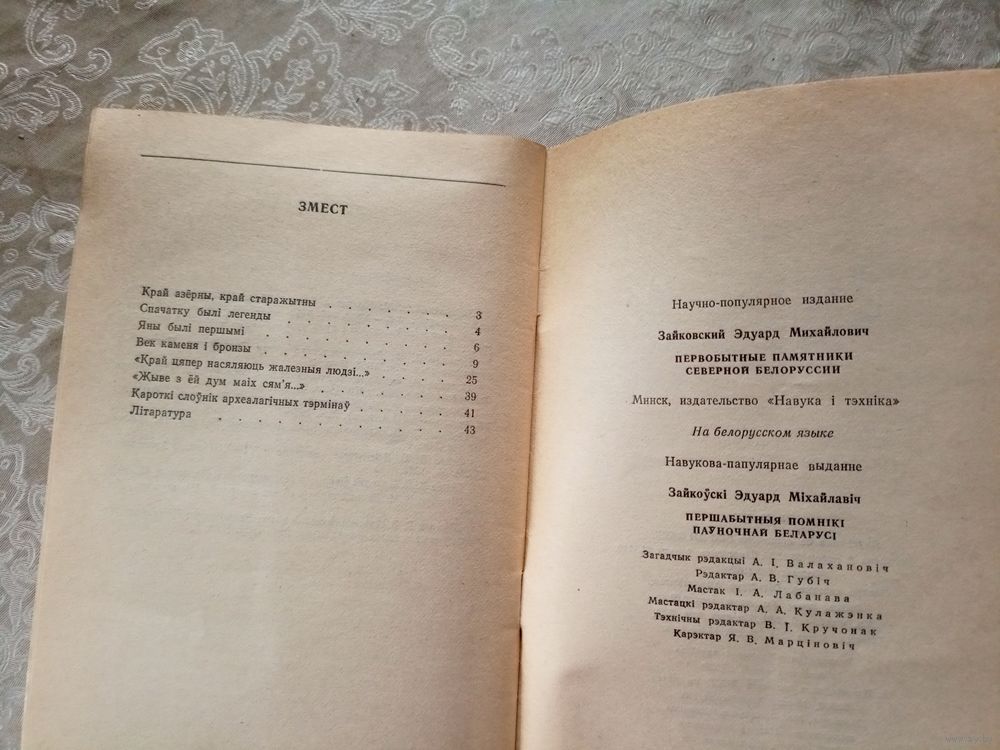 ЗМЕСТ
Край азёрны, край старажытны . . . . . . . 3
Спачатку былі легенды . . . . . . . . 4
Яны былі першымі . . . . . . . . . 6
Век каменя і бронзы . . . . . . . . . 9
«Край цяпер насяляюць жалезныя людзі...» . . . . . 25
«Жыве з ёй дум маіх сям'я...» . . . . . . . 39
Кароткі слоўнік археалагічных тэрмінаў . . . . . 41
Літаратура . . . . . . . . . . . 43
Научно-популярное издание
Зайковский Эдуард Михайлович
ПЕРВОБЫТНЫЕ ПАМЯТНИКИ
СЕВЕРНОЙ БЕЛОРУССИИ
Минск, издательство «Навука і тэхніка»
На белорусском языке
Навукова-папулярнае выданне
Зайкоўскі Эдуард Міхайлавіч
ПЕРШАБЫТНЫЯ ПОМНІКІ
ПАЎНОЧНАЙ БЕЛАРУСІ
Загадчык рэдакцыі А. І. Валахановіч
Рэдактар А. В. Губіч
Мастак І. А. Лабанава
Мастацкі рэдактар А. А. Кулажэнка
Тэхнічны рэдактар В. І. Кручонак
Карэктар Я. В. Марціновіч